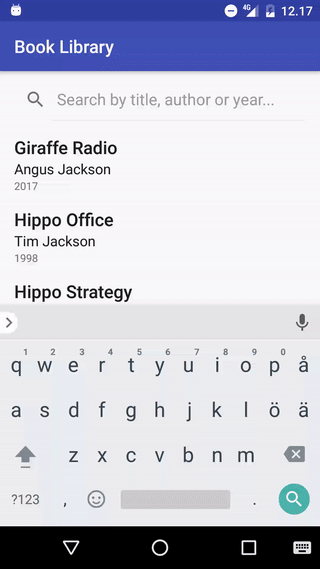 4G 12.17
Book Library
Search by title, author or year...
Giraffe Radio
Angus Jackson
2017
Hippo Office
Tim Jackson
1998
Hippo Strategy
1 2 3 4 5 6 7 8 9 0
q w e r t y u i o p å
a s d f g h j k l ö ä
z x c v b n m
?123 , .